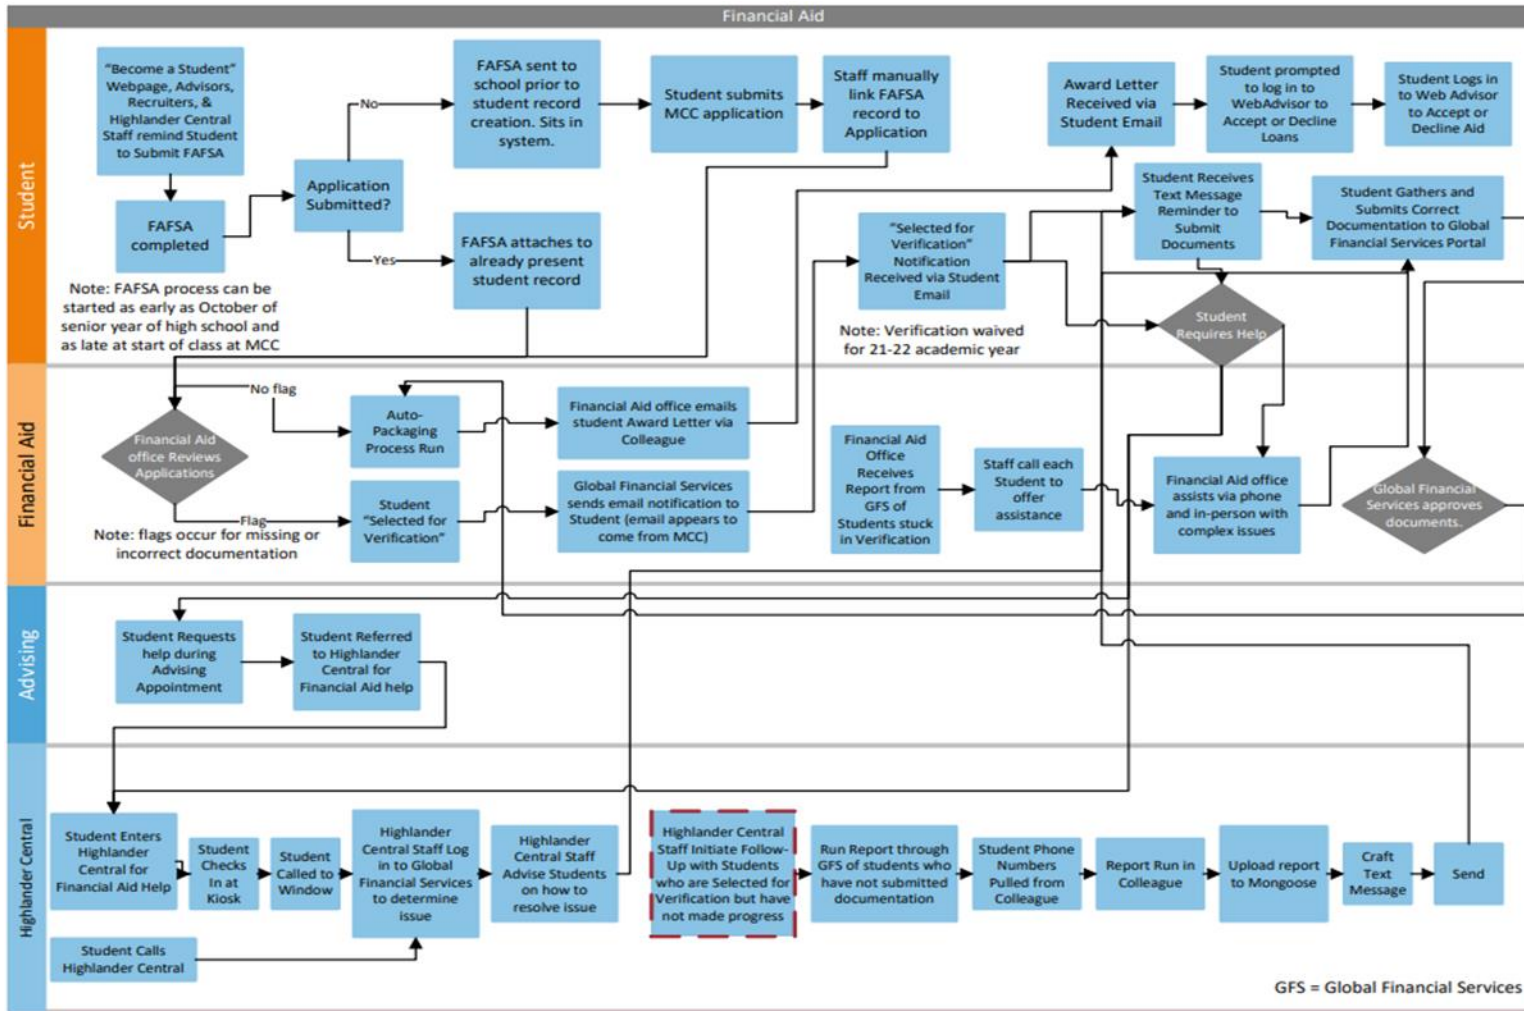 Financial Aid
Student
"Become a Student"
Webpage, Advisors,
Recruiters, &
Highlander Central
Staff remind Student
to Submit FAFSA
FAFSA
completed
Note: FAFSA process can be
started as early as October of
senior year of high school and
as late at start of class at MCC
Application
Submitted?
No
Yes
FAFSA sent to
school prior to
student record
creation. Sits in
system.
Student submits
MCC application
Staff manually
link FAFSA
record to
Application
FAFSA attaches to
already present
student record
Award Letter
Received via
Student Email
Student prompted
to log in to
WebAdvisor to
Accept or Decline
Loans
Student Logs in
to Web Advisor
to Accept or
Decline Aid
"Selected for
Verification"
Notification
Received via Student
Email
Note: Verification waived
for 21-22 academic year
Student Receives
Text Message
Reminder to
Submit
Documents
Student Gathers and
Submits Correct
Documentation to Global
Financial Services Portal
Student
Requires Help
Financial Aid
Financial Aid
office Reviews
Applications
No flag
Flag
Note: flags occur for missing or
incorrect documentation
Auto-
Packaging
Process Run
Financial Aid office emails
student Award Letter via
Colleague
Student
"Selected for
Verification"
Global Financial Services
sends email notification to
Student (email appears to
come from MCC)
Financial Aid
Office
Receives
Report from
GFS of
Students stuck
in Verification
Staff call each
Student to
offer
assistance
Financial Aid office
assists via phone
and in-person with
complex issues
Global Financial
Services approves
documents.
Advising
Student Requests
help during
Advising
Appointment
Student Referred
to Highlander
Central for
Financial Aid help
Highlander Central
Student Enters
Highlander
Central for
Financial Aid Help
Student
Checks
In at
Kiosk
Student
Called to
Window
Highlander
Central Staff Log
in to Global
Financial Services
to determine
issue
Highlander
Central Staff
Advise Students
on how to
resolve issue
Student Calls
Highlander Central
Highlander Central
Staff Initiate Follow-
Up with Students
who are Selected for
Verification but have
not made progress
Run Report through
GFS of students who
have not submitted
documentation
Student Phone
Numbers
Pulled from
Colleague
Report Run in
Colleague
Upload report
to Mongoose
Craft
Text
Message
Send
GFS = Global Financial Services